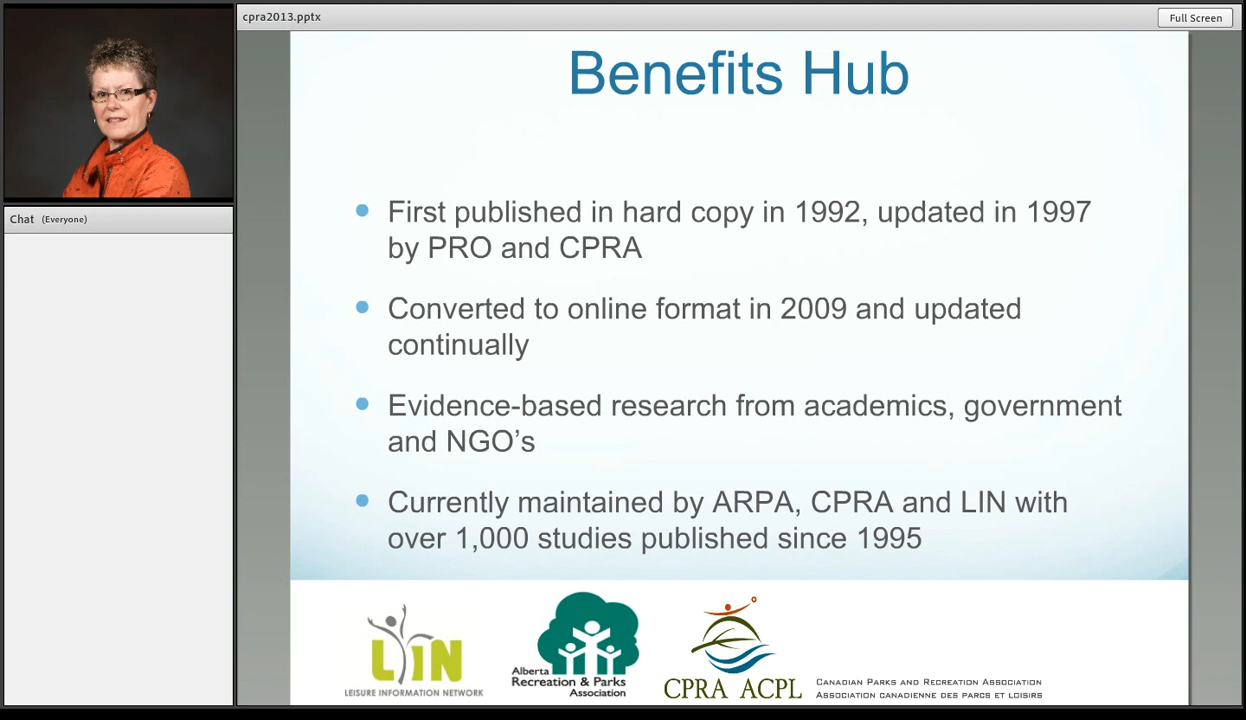 cpra2013.pptx
Full Screen
Chat (Everyone)
Benefits Hub
First published in hard copy in 1992, updated in 1997
by PRO and CPRA
Converted to online format in 2009 and updated
continually
Evidence-based research from academics, government
and NGO’s
Currently maintained by ARPA, CPRA and LIN with
over 1,000 studies published since 1995
LIN
LEISURE INFORMATION NETWORK
Alberta
Recreation & Parks
Association
CPRA ACPL
CANADIAN PARKS AND RECREATION ASSOCIATION
ASSOCIATION CANADIENNE DES PARCS ET LOISIRS